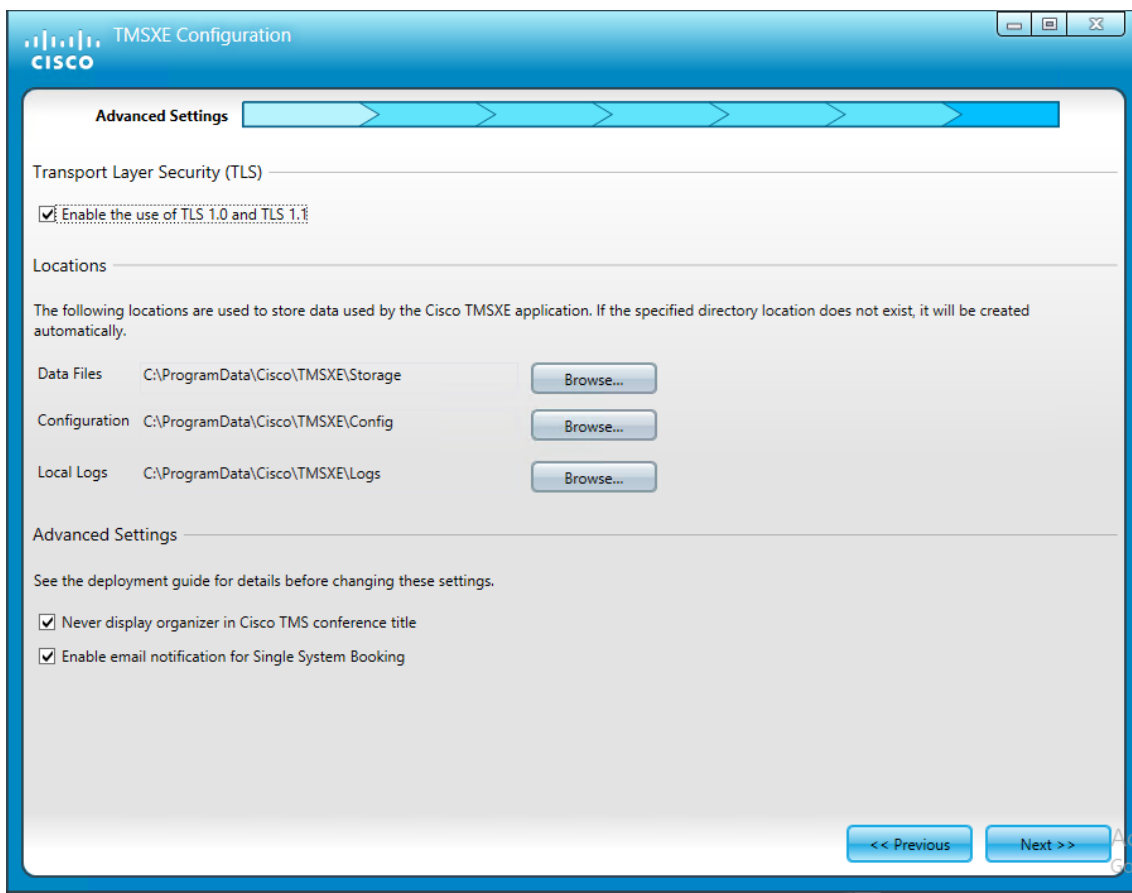 TMSXE Configuration
CISCO
Advanced Settings
Transport Layer Security (TLS)
Enable the use of TLS 1.0 and TLS 1.1
Locations
The following locations are used to store data used by the Cisco TMSXE application. If the specified directory location does not exist, it will be created
automatically.
Data Files C:\ProgramData\Cisco\TMSXE\Storage Browse...
Configuration C:\ProgramData\Cisco\TMSXE\Config Browse...
Local Logs C:\ProgramData\Cisco\TMSXE\Logs Browse...
Advanced Settings
See the deployment guide for details before changing these settings.
Never display organizer in Cisco TMS conference title
Enable email notification for Single System Booking
<< Previous Next >>